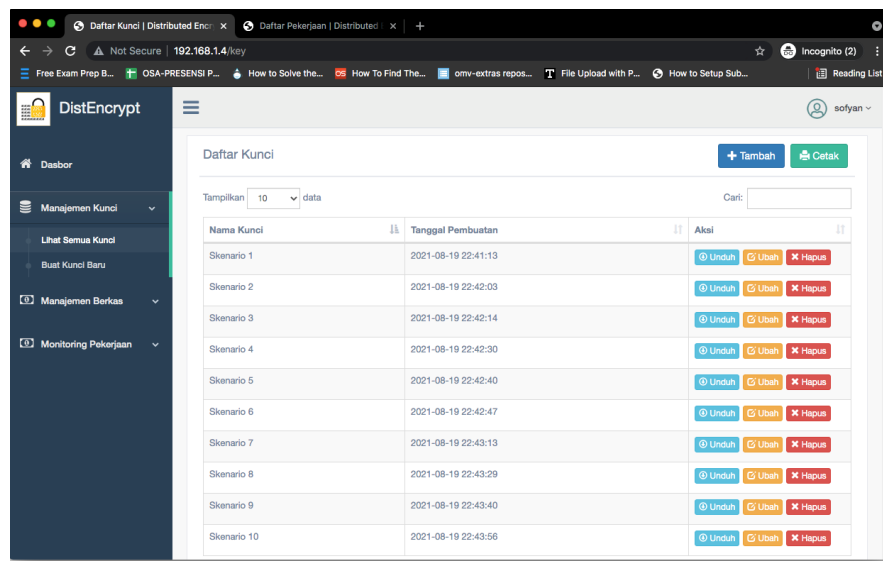 Daftar Kunci | Distributed Encr
Daftar Pekerjaan | Distributed
Not Secure | 192.168.1.4/key
Incognito (2)
Free Exam Prep B...
OSA-PRESENSI P...
How to Solve the...
How To Find The...
omv-extras repos...
File Upload with P...
How to Setup Sub...
Reading List
DistEncrypt
sofyan
Dasbor
Manajemen Kunci
Lihat Semua Kunci
Buat Kunci Baru
Manajemen Berkas
Monitoring Pekerjaan
Daftar Kunci
Tambah Cetak
Tampilkan 10 data
Cari:
Nama Kunci Tanggal Pembuatan Aksi
Skenario 1 2021-08-19 22:41:13 Unduh Ubah Hapus
Skenario 2 2021-08-19 22:42:03 Unduh Ubah Hapus
Skenario 3 2021-08-19 22:42:14 Unduh Ubah Hapus
Skenario 4 2021-08-19 22:42:30 Unduh Ubah Hapus
Skenario 5 2021-08-19 22:42:40 Unduh Ubah Hapus
Skenario 6 2021-08-19 22:42:47 Unduh Ubah Hapus
Skenario 7 2021-08-19 22:43:13 Unduh Ubah Hapus
Skenario 8 2021-08-19 22:43:29 Unduh Ubah Hapus
Skenario 9 2021-08-19 22:43:40 Unduh Ubah Hapus
Skenario 10 2021-08-19 22:43:56 Unduh Ubah Hapus